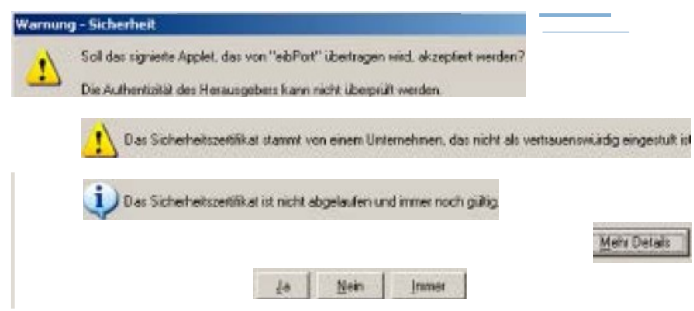 Warnung - Sicherheit
Soll das signierte Applet, das von "eibPort" übertragen wird, akzeptiert werden?
Die Authentizität des Herausgebers kann nicht überprüft werden.
Das Sicherheitszertifikat stammt von einem Unternehmen, das nicht als vertrauenswürdig eingestuft ist
Das Sicherheitszertifikat ist nicht abgelaufen und immer noch gültig.
Mehr Details
Ja Nein Immer